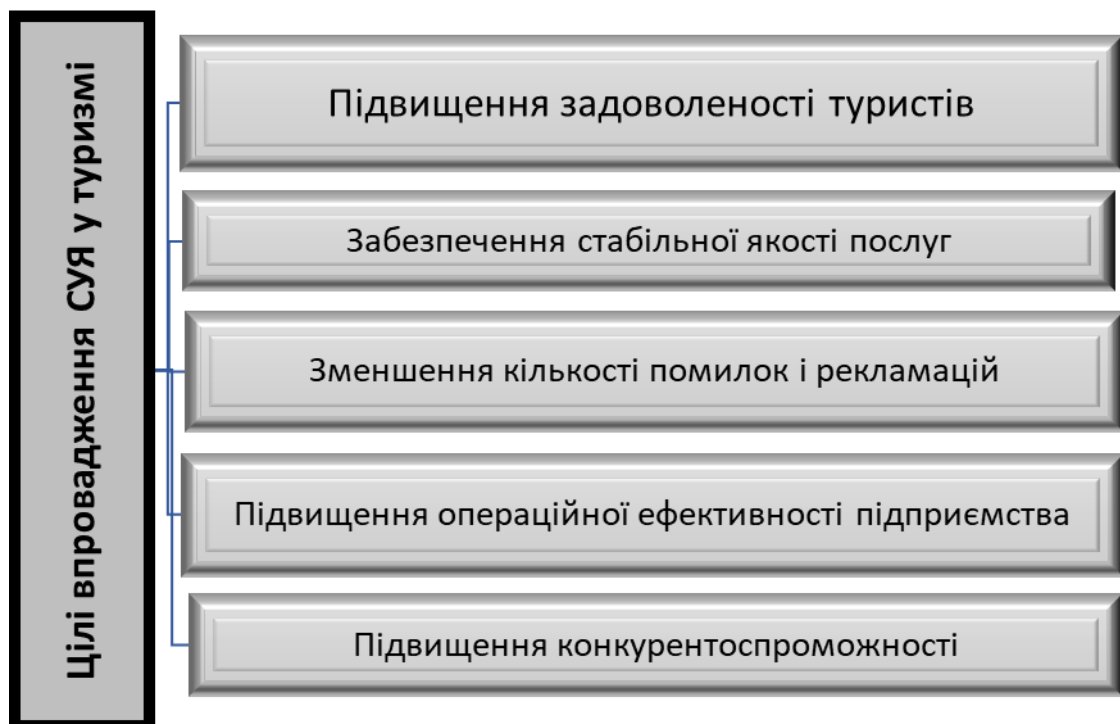 Цілі впровадження СУЯ у туризмі
Підвищення задоволеності туристів
Забезпечення стабільної якості послуг
Зменшення кількості помилок і рекламацій
Підвищення операційної ефективності підприємства
Підвищення конкурентоспроможності